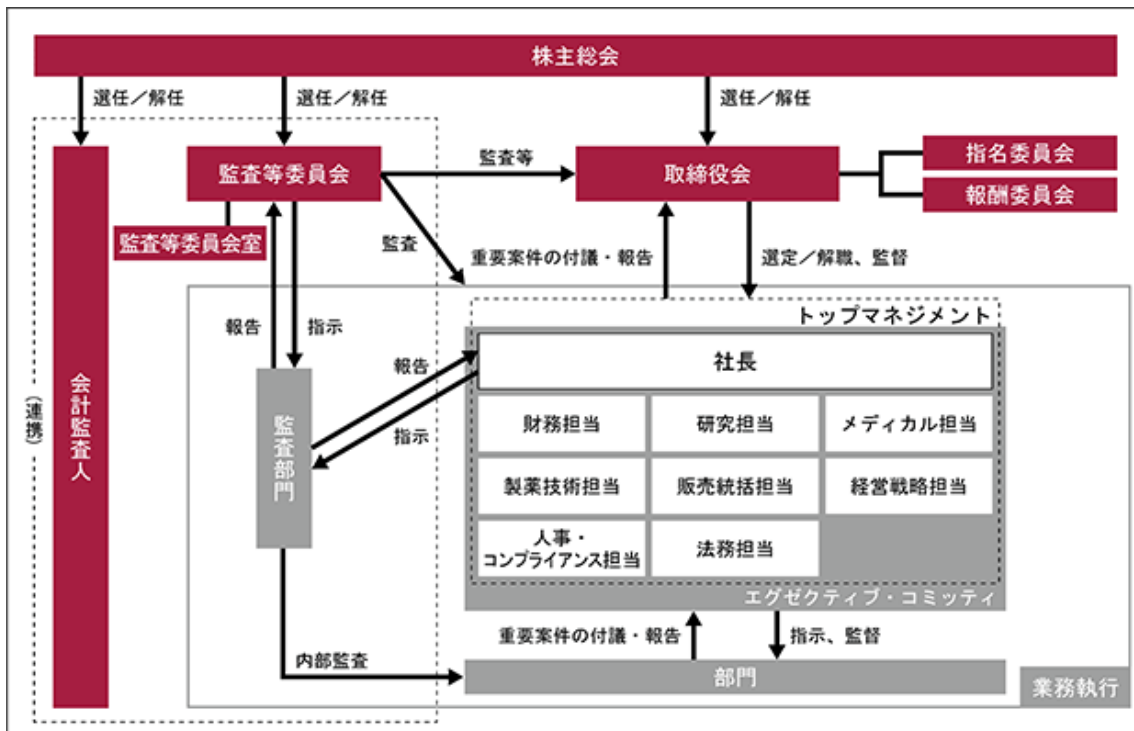 株主総会
選任／解任
選任／解任
選任／解任
監査等委員会
監査等
取締役会
指名委員会
報酬委員会
監査等委員会室
監査
重要案件の付議・報告
選定／解職、監督
トップマネジメント
報告
指示
社長
報告
指示
会計監査人
（連携）
監査部門
財務担当
研究担当
メディカル担当
製薬技術担当
販売統括担当
経営戦略担当
人事・
コンプライアンス担当
法務担当
エグゼクティブ・コミッティ
重要案件の付議・報告
指示、監督
内部監査
部門
業務執行